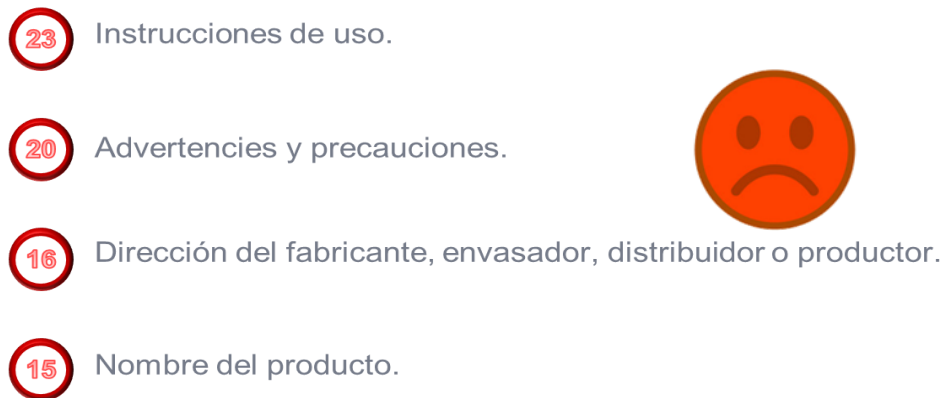 23 Instrucciones de uso.
20 Advertencies y precauciones.
16 Dirección del fabricante, envasador, distribuidor o productor.
15 Nombre del producto.